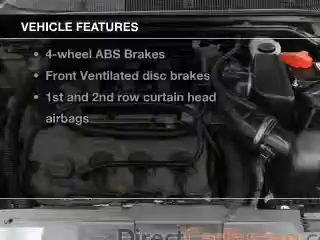 VEHICLE FEATURES
• 4-wheel ABS Brakes
• Front Ventilated disc brakes
• 1st and 2nd row curtain head
airbags